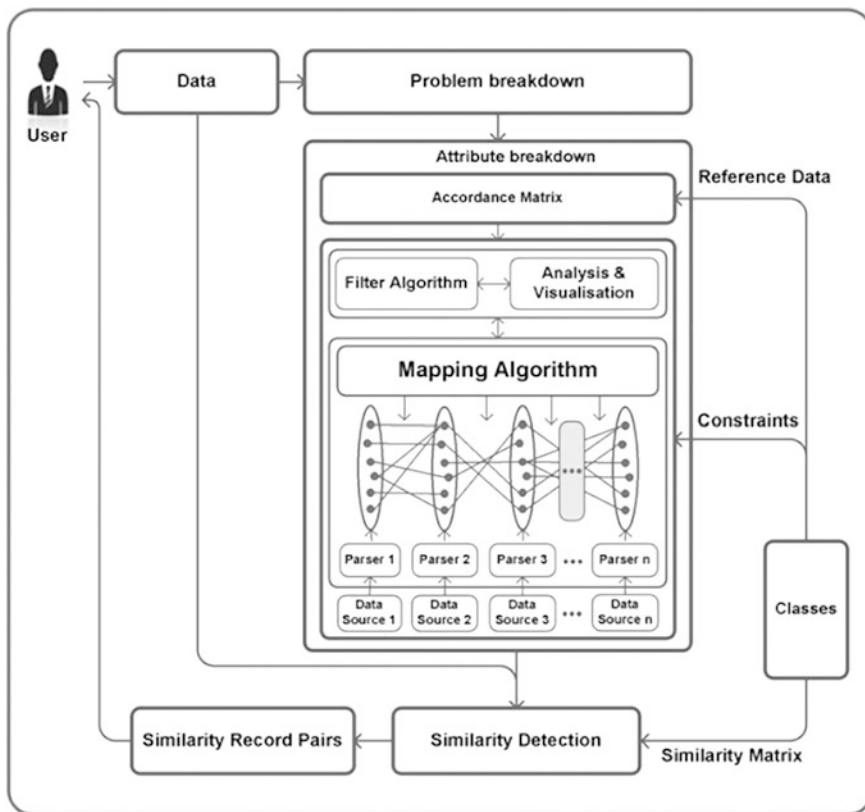 User
Data
Problem breakdown
Attribute breakdown
Accordance Matrix
Reference Data
Filter Algorithm
Analysis &
Visualisation
Mapping Algorithm
Constraints
•••
Parser 1
Parser 2
Parser 3
•••
Parser n
Data
Source 1
Data
Source 2
Data
Source 3
•••
Data
Source n
Classes
Similarity Record Pairs
Similarity Detection
Similarity Matrix